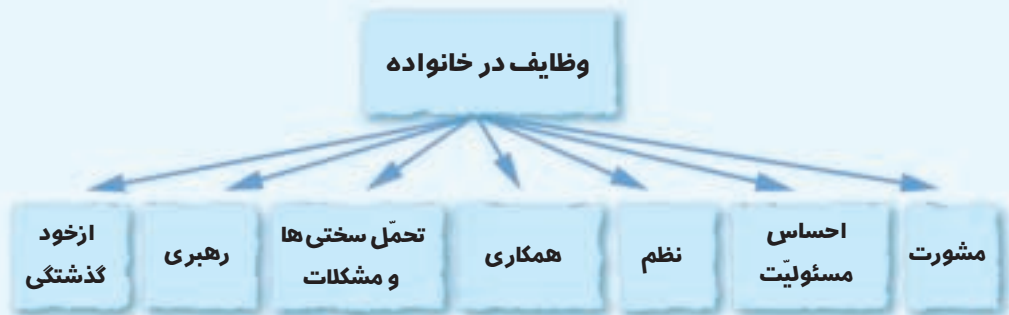 وظایف در خانواده
مشورت
احساس
مسئولیّت
نظم
همکاری
تحمّل سختی‌ها
و مشکلات
رهبری
ازخود
گذشتگی